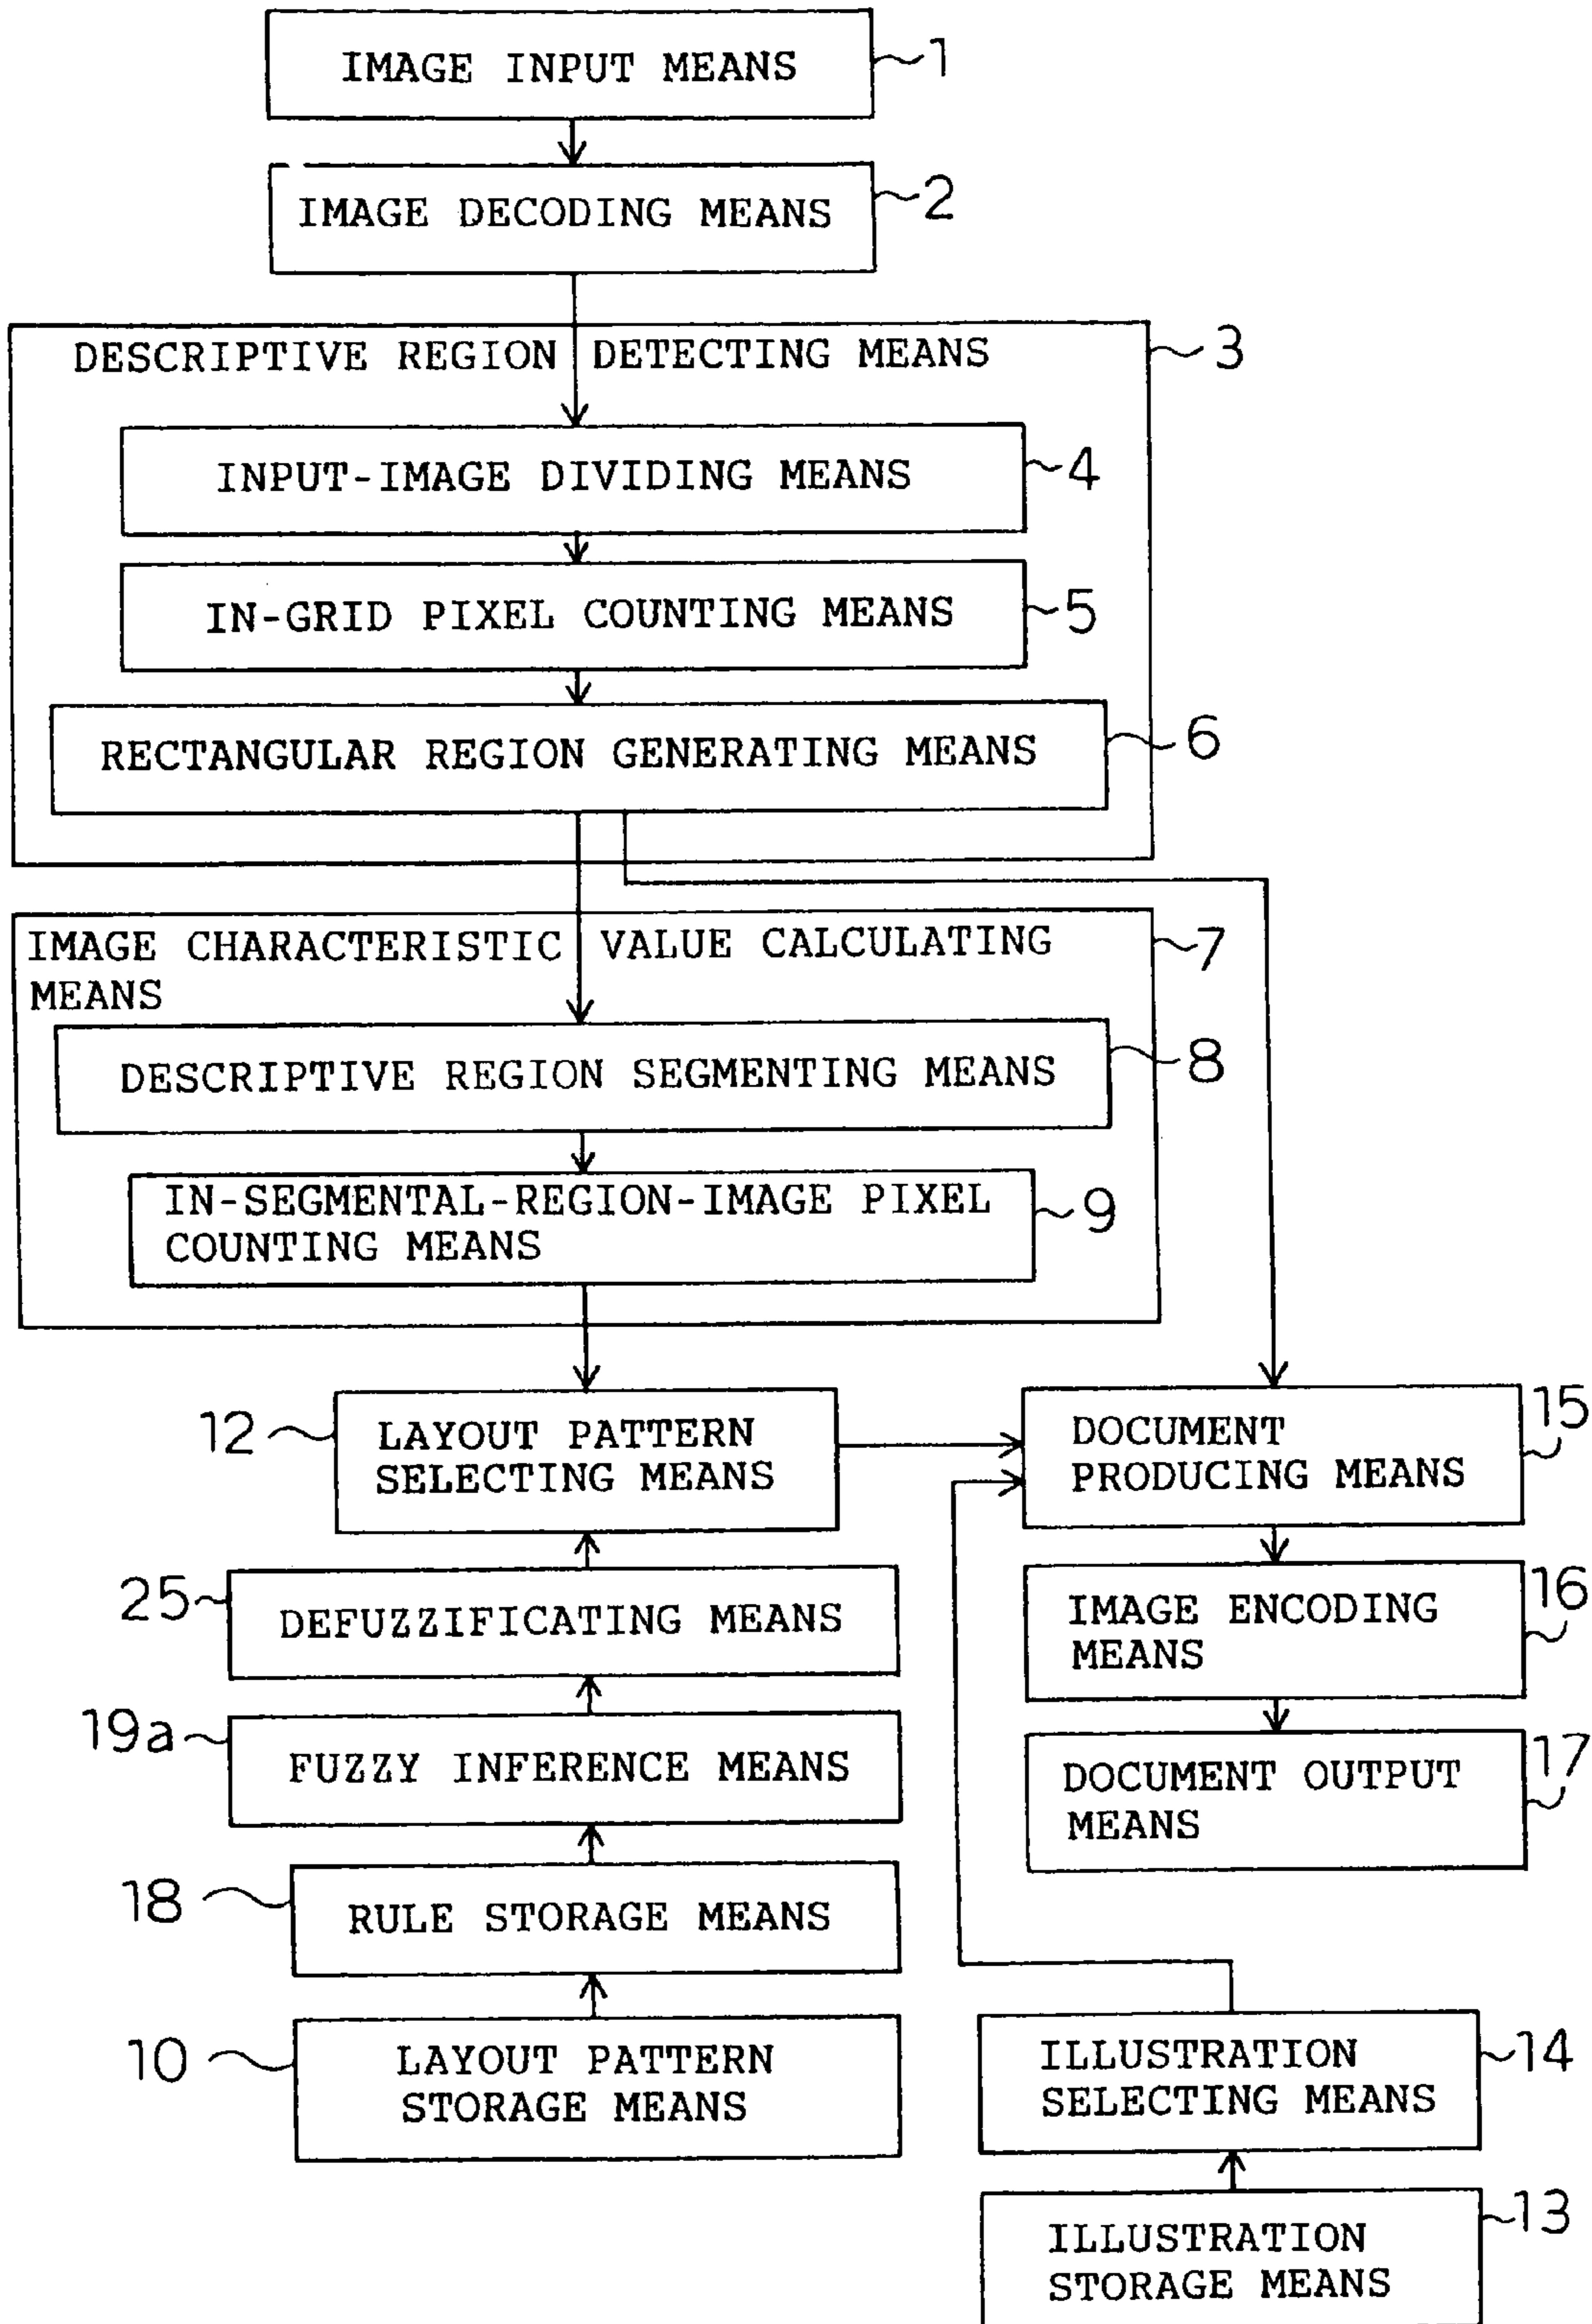 IMAGE INPUT MEANS
1
IMAGE DECODING MEANS
2
DESCRIPTIVE REGION DETECTING MEANS
3
INPUT-IMAGE DIVIDING MEANS
4
IN-GRID PIXEL COUNTING MEANS
5
RECTANGULAR REGION GENERATING MEANS
6
IMAGE CHARACTERISTIC VALUE CALCULATING
MEANS
7
DESCRIPTIVE REGION SEGMENTING MEANS
8
IN-SEGMENTAL-REGION-IMAGE PIXEL
COUNTING MEANS
9
12
LAYOUT PATTERN
SELECTING MEANS
DOCUMENT
PRODUCING MEANS
15
25
DEFUZZIFICATING MEANS
IMAGE ENCODING
MEANS
16
19a
FUZZY INFERENCE MEANS
DOCUMENT OUTPUT
MEANS
17
18
RULE STORAGE MEANS
10
LAYOUT PATTERN
STORAGE MEANS
ILLUSTRATION
SELECTING MEANS
14
ILLUSTRATION
STORAGE MEANS
13